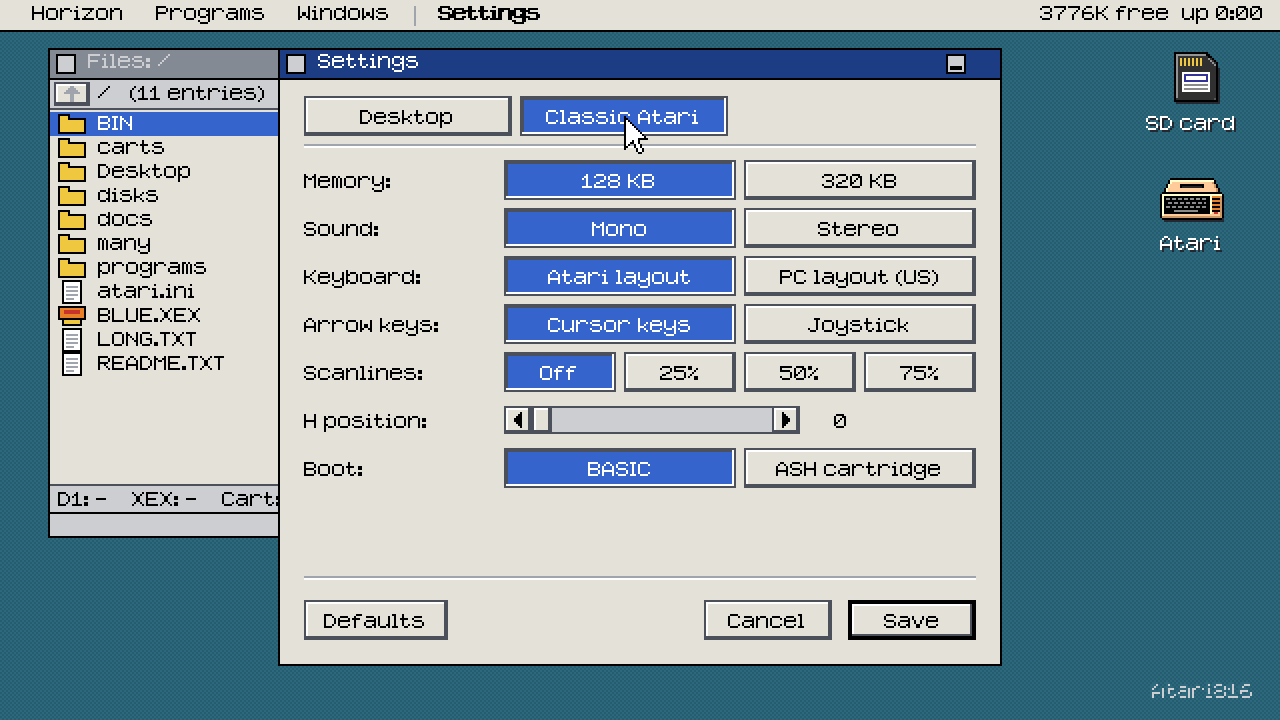 Horizon Programs Windows | Settings 3776K free up 0:00
Files: /
/ (11 entries)
BIN
carts
Desktop
disks
docs
many
programs
atari.ini
BLUE.XEX
LONG.TXT
README.TXT
D1: - XEX: - Cart:
Settings
Desktop Classic Atari
Memory: 128 KB 320 KB
Sound: Mono Stereo
Keyboard: Atari layout PC layout (US)
Arrow keys: Cursor keys Joystick
Scanlines: Off 25% 50% 75%
H position: 0
Boot: BASIC ASH cartridge
Defaults Cancel Save
SD card
Atari
Atari816